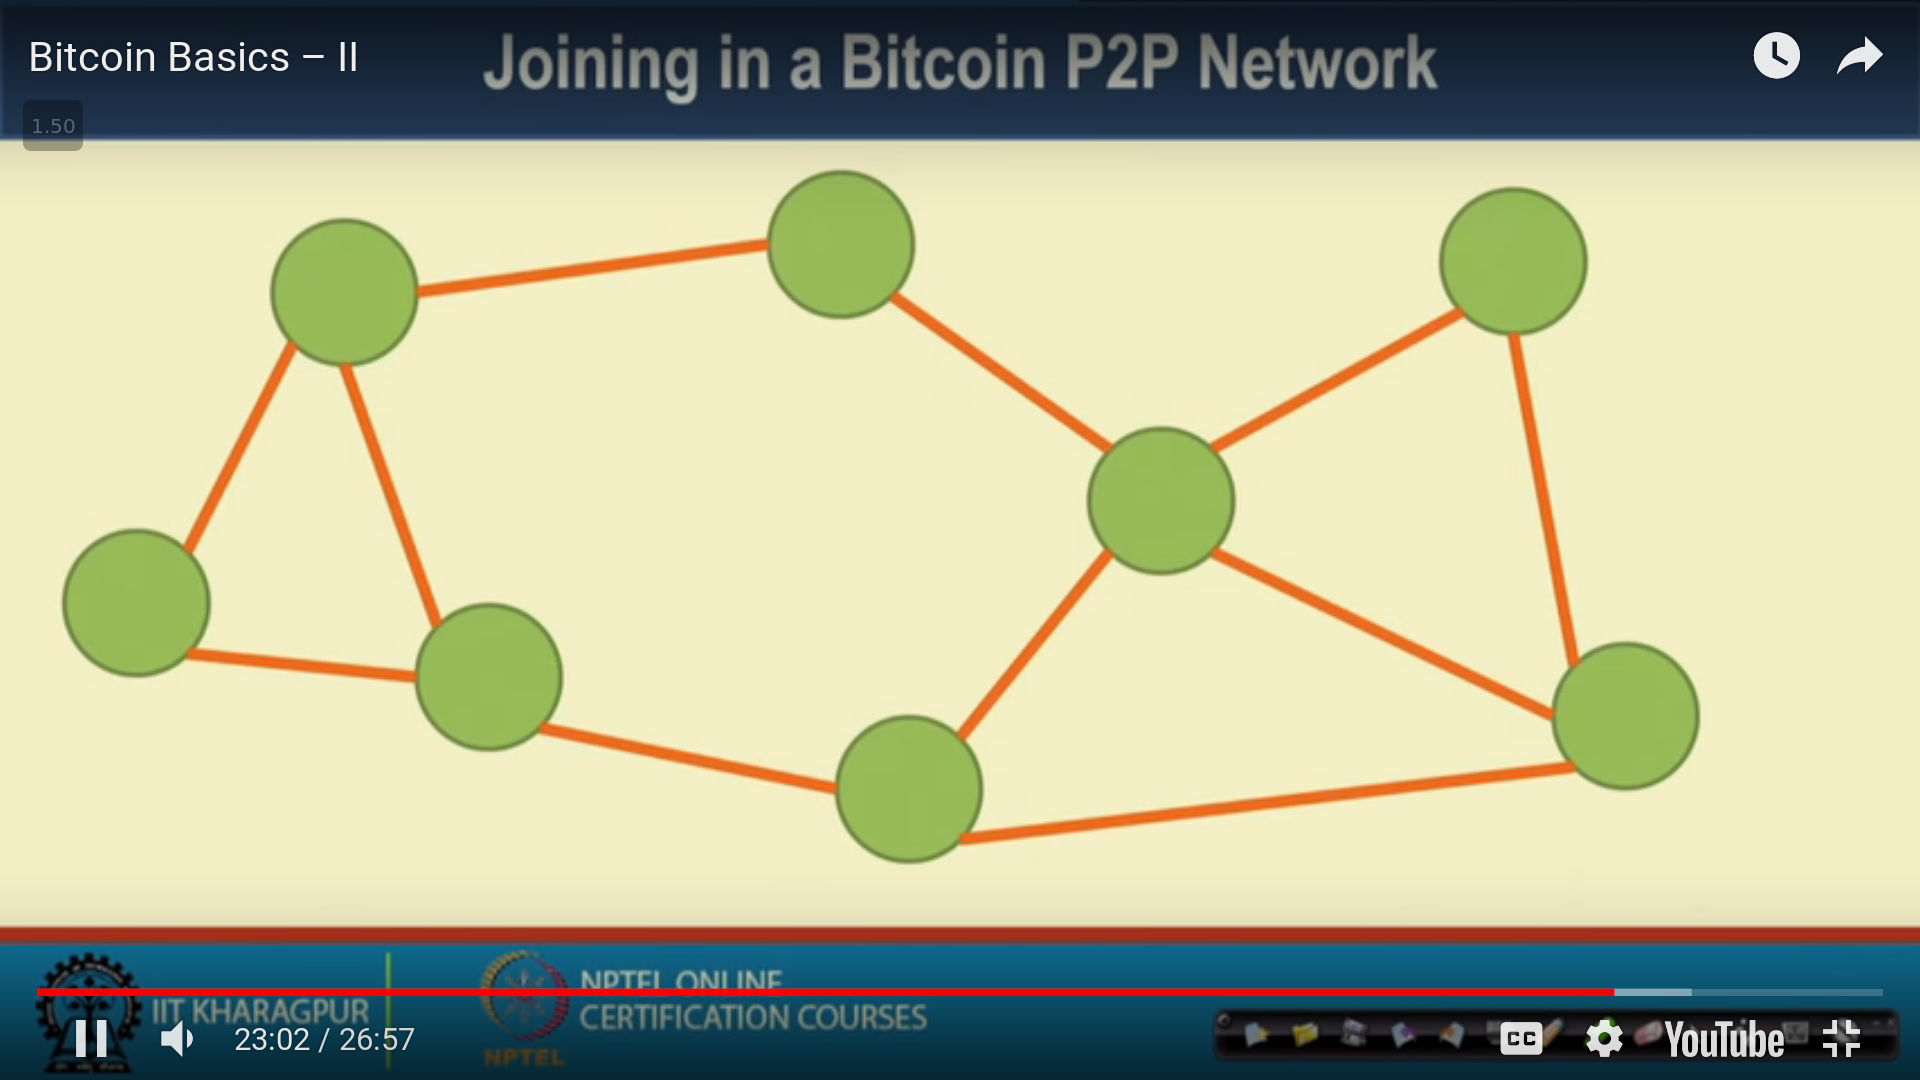 Bitcoin Basics – II
Joining in a Bitcoin P2P Network
1.50
IIT KHARAGPUR
NPTEL ONLINE
CERTIFICATION COURSES
NPTEL
23:02 / 26:57
CC
YouTube